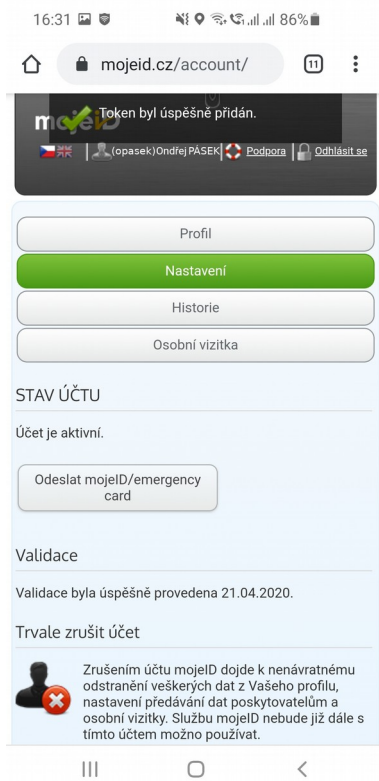 16:31 86%
mojeid.cz/account/ 11
mojeID
Token byl úspěšně přidán.
(opasek)Ondřej PÁSEK Podpora Odhlásit se
Profil
Nastavení
Historie
Osobní vizitka
STAV ÚČTU
Účet je aktivní.
Odeslat mojeID/emergency
card
Validace
Validace byla úspěšně provedena 21.04.2020.
Trvale zrušit účet
Zrušením účtu mojeID dojde k nenávratnému
odstranění veškerých dat z Vašeho profilu,
nastavení předávání dat poskytovatelům a
osobní vizitky. Službu mojeID nebude již dále s
tímto účtem možno používat.